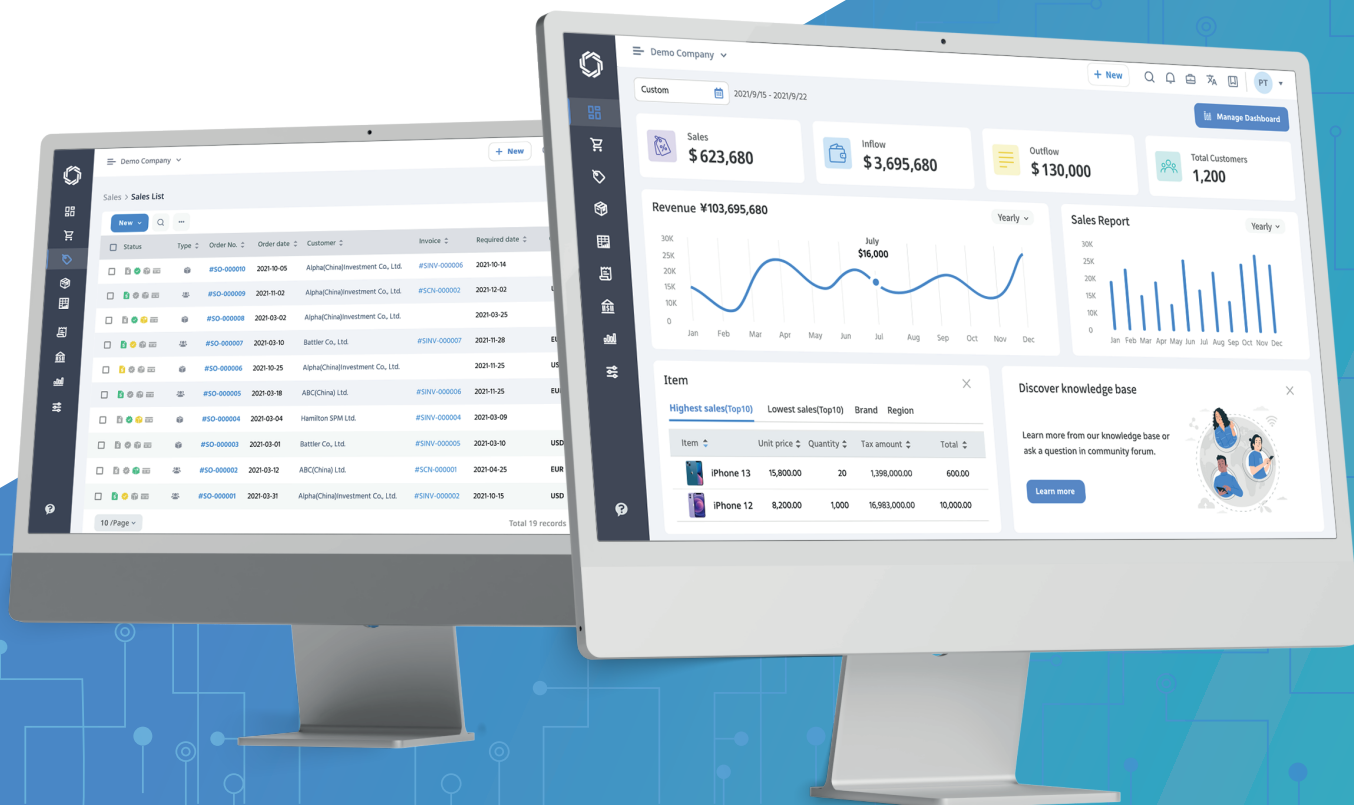 Demo Company
+ New
Sales > Sales List
New
Status Type Order No. Order date Customer Invoice Required date
#SO-000010 2021-10-05 Alpha(China)Investment Co,. Ltd. #SINV-000006 2021-10-14
#SO-000009 2021-11-02 Alpha(China)Investment Co,. Ltd. #SCN-000002 2021-12-02
#SO-000008 2021-03-02 Alpha(China)Investment Co,. Ltd. 2021-03-25
#SO-000007 2021-03-10 Battler Co,. Ltd. #SINV-000007 2021-11-28
#SO-000006 2021-10-25 Alpha(China)Investment Co,. Ltd. 2021-11-25
#SO-000005 2021-03-18 ABC(China) Ltd. #SINV-000006 2021-11-25
#SO-000004 2021-03-04 Hamilton SPM Ltd. #SINV-000004 2021-03-09
#SO-000003 2021-03-01 Battler Co,. Ltd. #SINV-000005 2021-03-10 USD
#SO-000002 2021-03-12 ABC(China) Ltd. #SCN-000001 2021-04-25 EUR
#SO-000001 2021-03-31 Alpha(China)Investment Co,. Ltd. #SINV-000002 2021-10-15 USD
10 /Page
Total 19 records
Demo Company
+ New
PT
Custom 2021/9/15 - 2021/9/22
Manage Dashboard
Sales
$ 623,680
Inflow
$ 3,695,680
Outflow
$ 130,000
Total Customers
1,200
Revenue ¥103,695,680
Yearly
July
$16,000
30K
25K
20K
15K
10K
0
Jan Feb Mar Apr May Jun Jul Aug Sep Oct Nov Dec
Sales Report
Yearly
30K
25K
20K
15K
10K
0
Jan Feb Mar Apr May Jun Jul Aug Sep Oct Nov Dec
Item
Highest sales(Top10) Lowest sales(Top10) Brand Region
Item Unit price Quantity Tax amount Total
iPhone 13 15,800.00 20 1,398,000.00 600.00
iPhone 12 8,200.00 1,000 16,983,000.00 10,000.00
Discover knowledge base
Learn more from our knowledge base or
ask a question in community forum.
Learn more